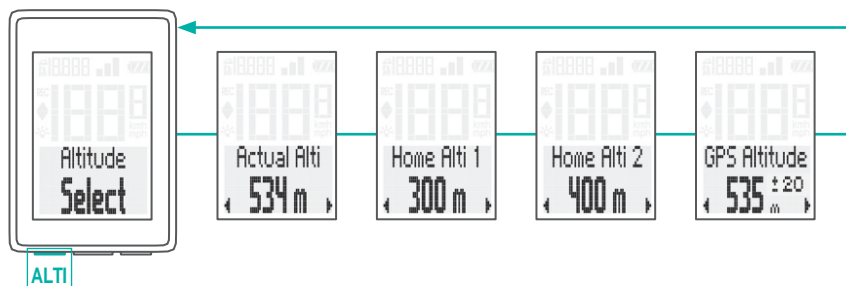 Altitude
Select
ALTI
Actual Alti
534 m
Home Alti 1
300 m
Home Alti 2
400 m
GPS Altitude
535 ±20 m